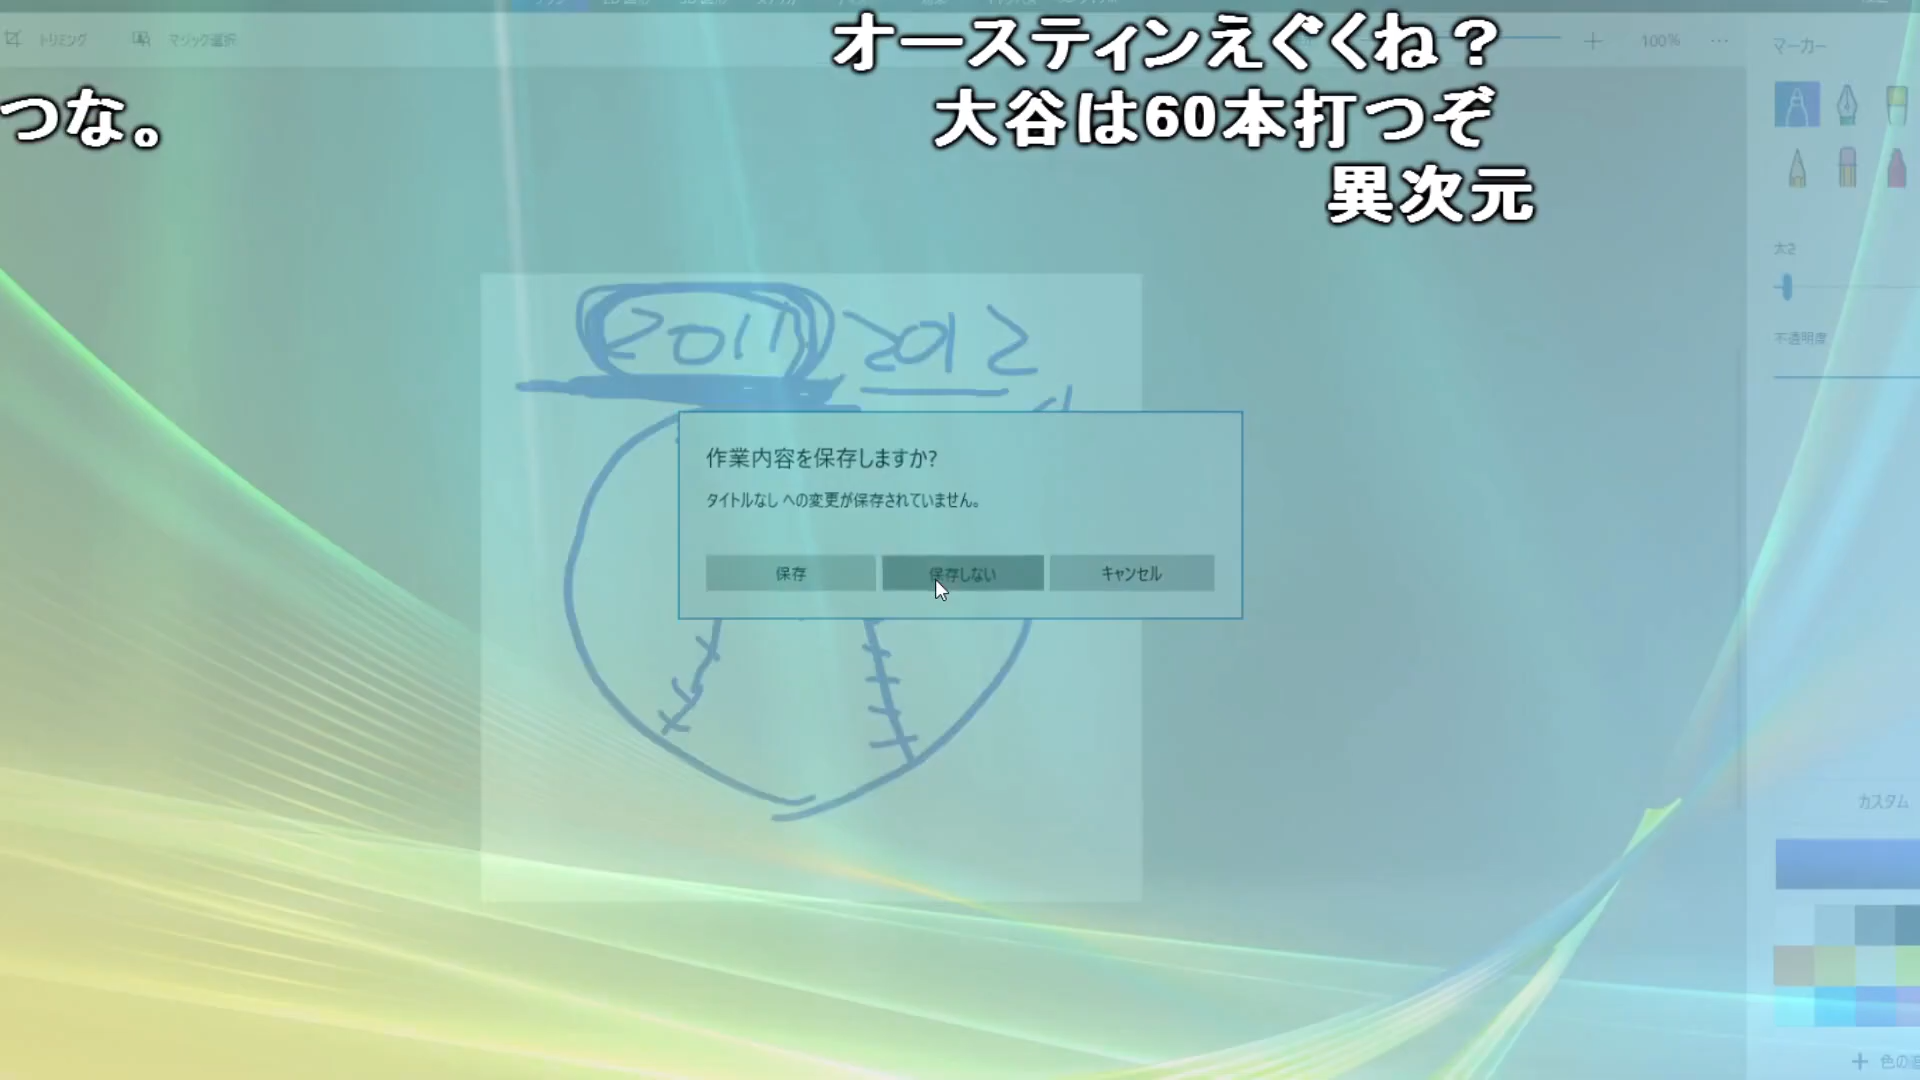 トリミング
マジック選択
100%
マーカー
オースティンえぐくね？
つな。
大谷は60本打つぞ
異次元
太さ
不透明度
2011 2012
作業内容を保存しますか?
タイトルなし への変更が保存されていません。
保存
保存しない
キャンセル
カスタム